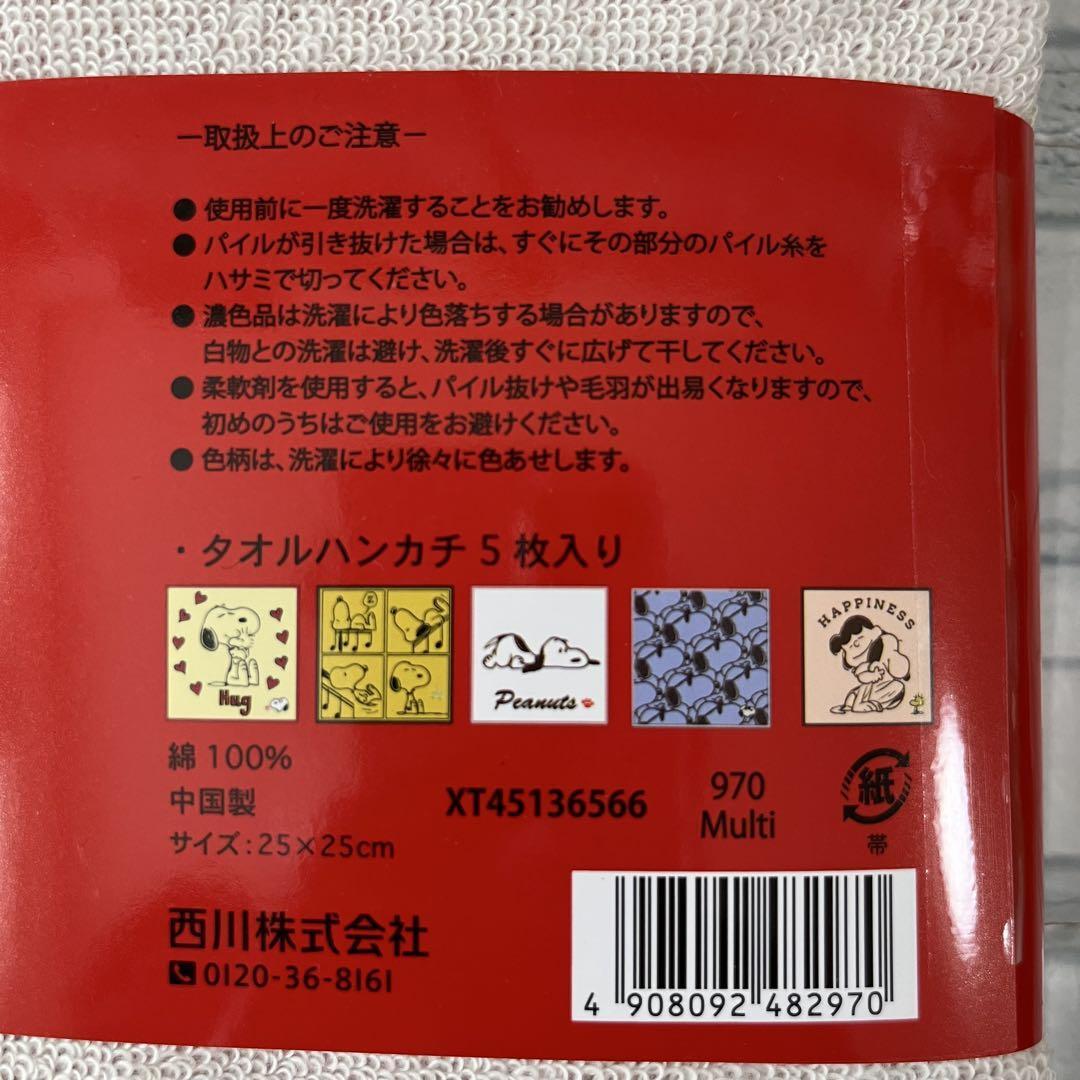 ー取扱上のご注意ー
● 使用前に一度洗濯することをお勧めします。
● パイルが引き抜けた場合は、すぐにその部分のパイル糸を
ハサミで切ってください。
● 濃色品は洗濯により色落ちする場合がありますので、
白物との洗濯は避け、洗濯後すぐに広げて干してください。
● 柔軟剤を使用すると、パイル抜けや毛羽が出易くなりますので、
初めのうちはご使用をお避けください。
● 色柄は、洗濯により徐々に色あせします。
・タオルハンカチ5枚入り
Hug
Z
Peanuts
HAPPINESS
綿100%
中国製
サイズ:25×25cm
XT45136566
970
Multi
紙
帯
西川株式会社
0120-36-8161
4 908092 482970